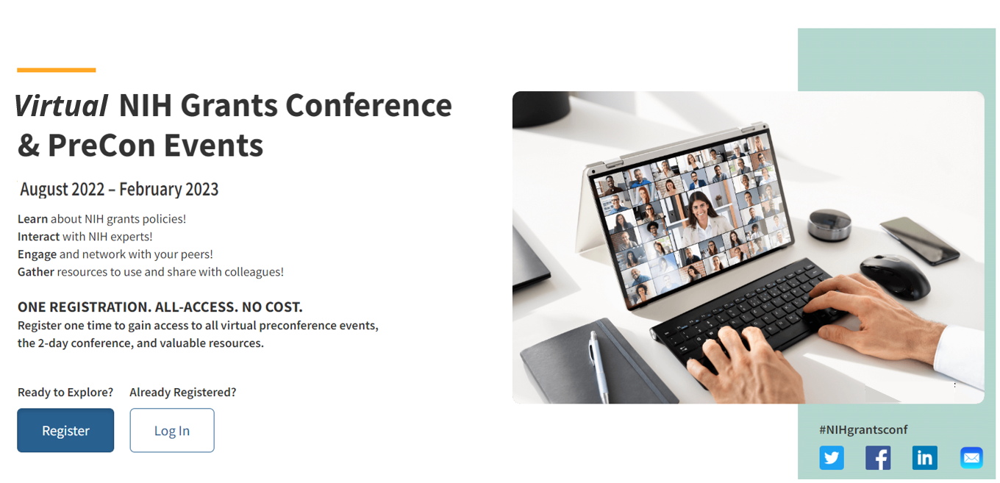 Virtual NIH Grants Conference
& PreCon Events
August 2022 – February 2023
Learn about NIH grants policies!
Interact with NIH experts!
Engage and network with your peers!
Gather resources to use and share with colleagues!
ONE REGISTRATION. ALL-ACCESS. NO COST.
Register one time to gain access to all virtual preconference events,
the 2-day conference, and valuable resources.
Ready to Explore? Already Registered?
Register Log In
#NIHgrantsconf